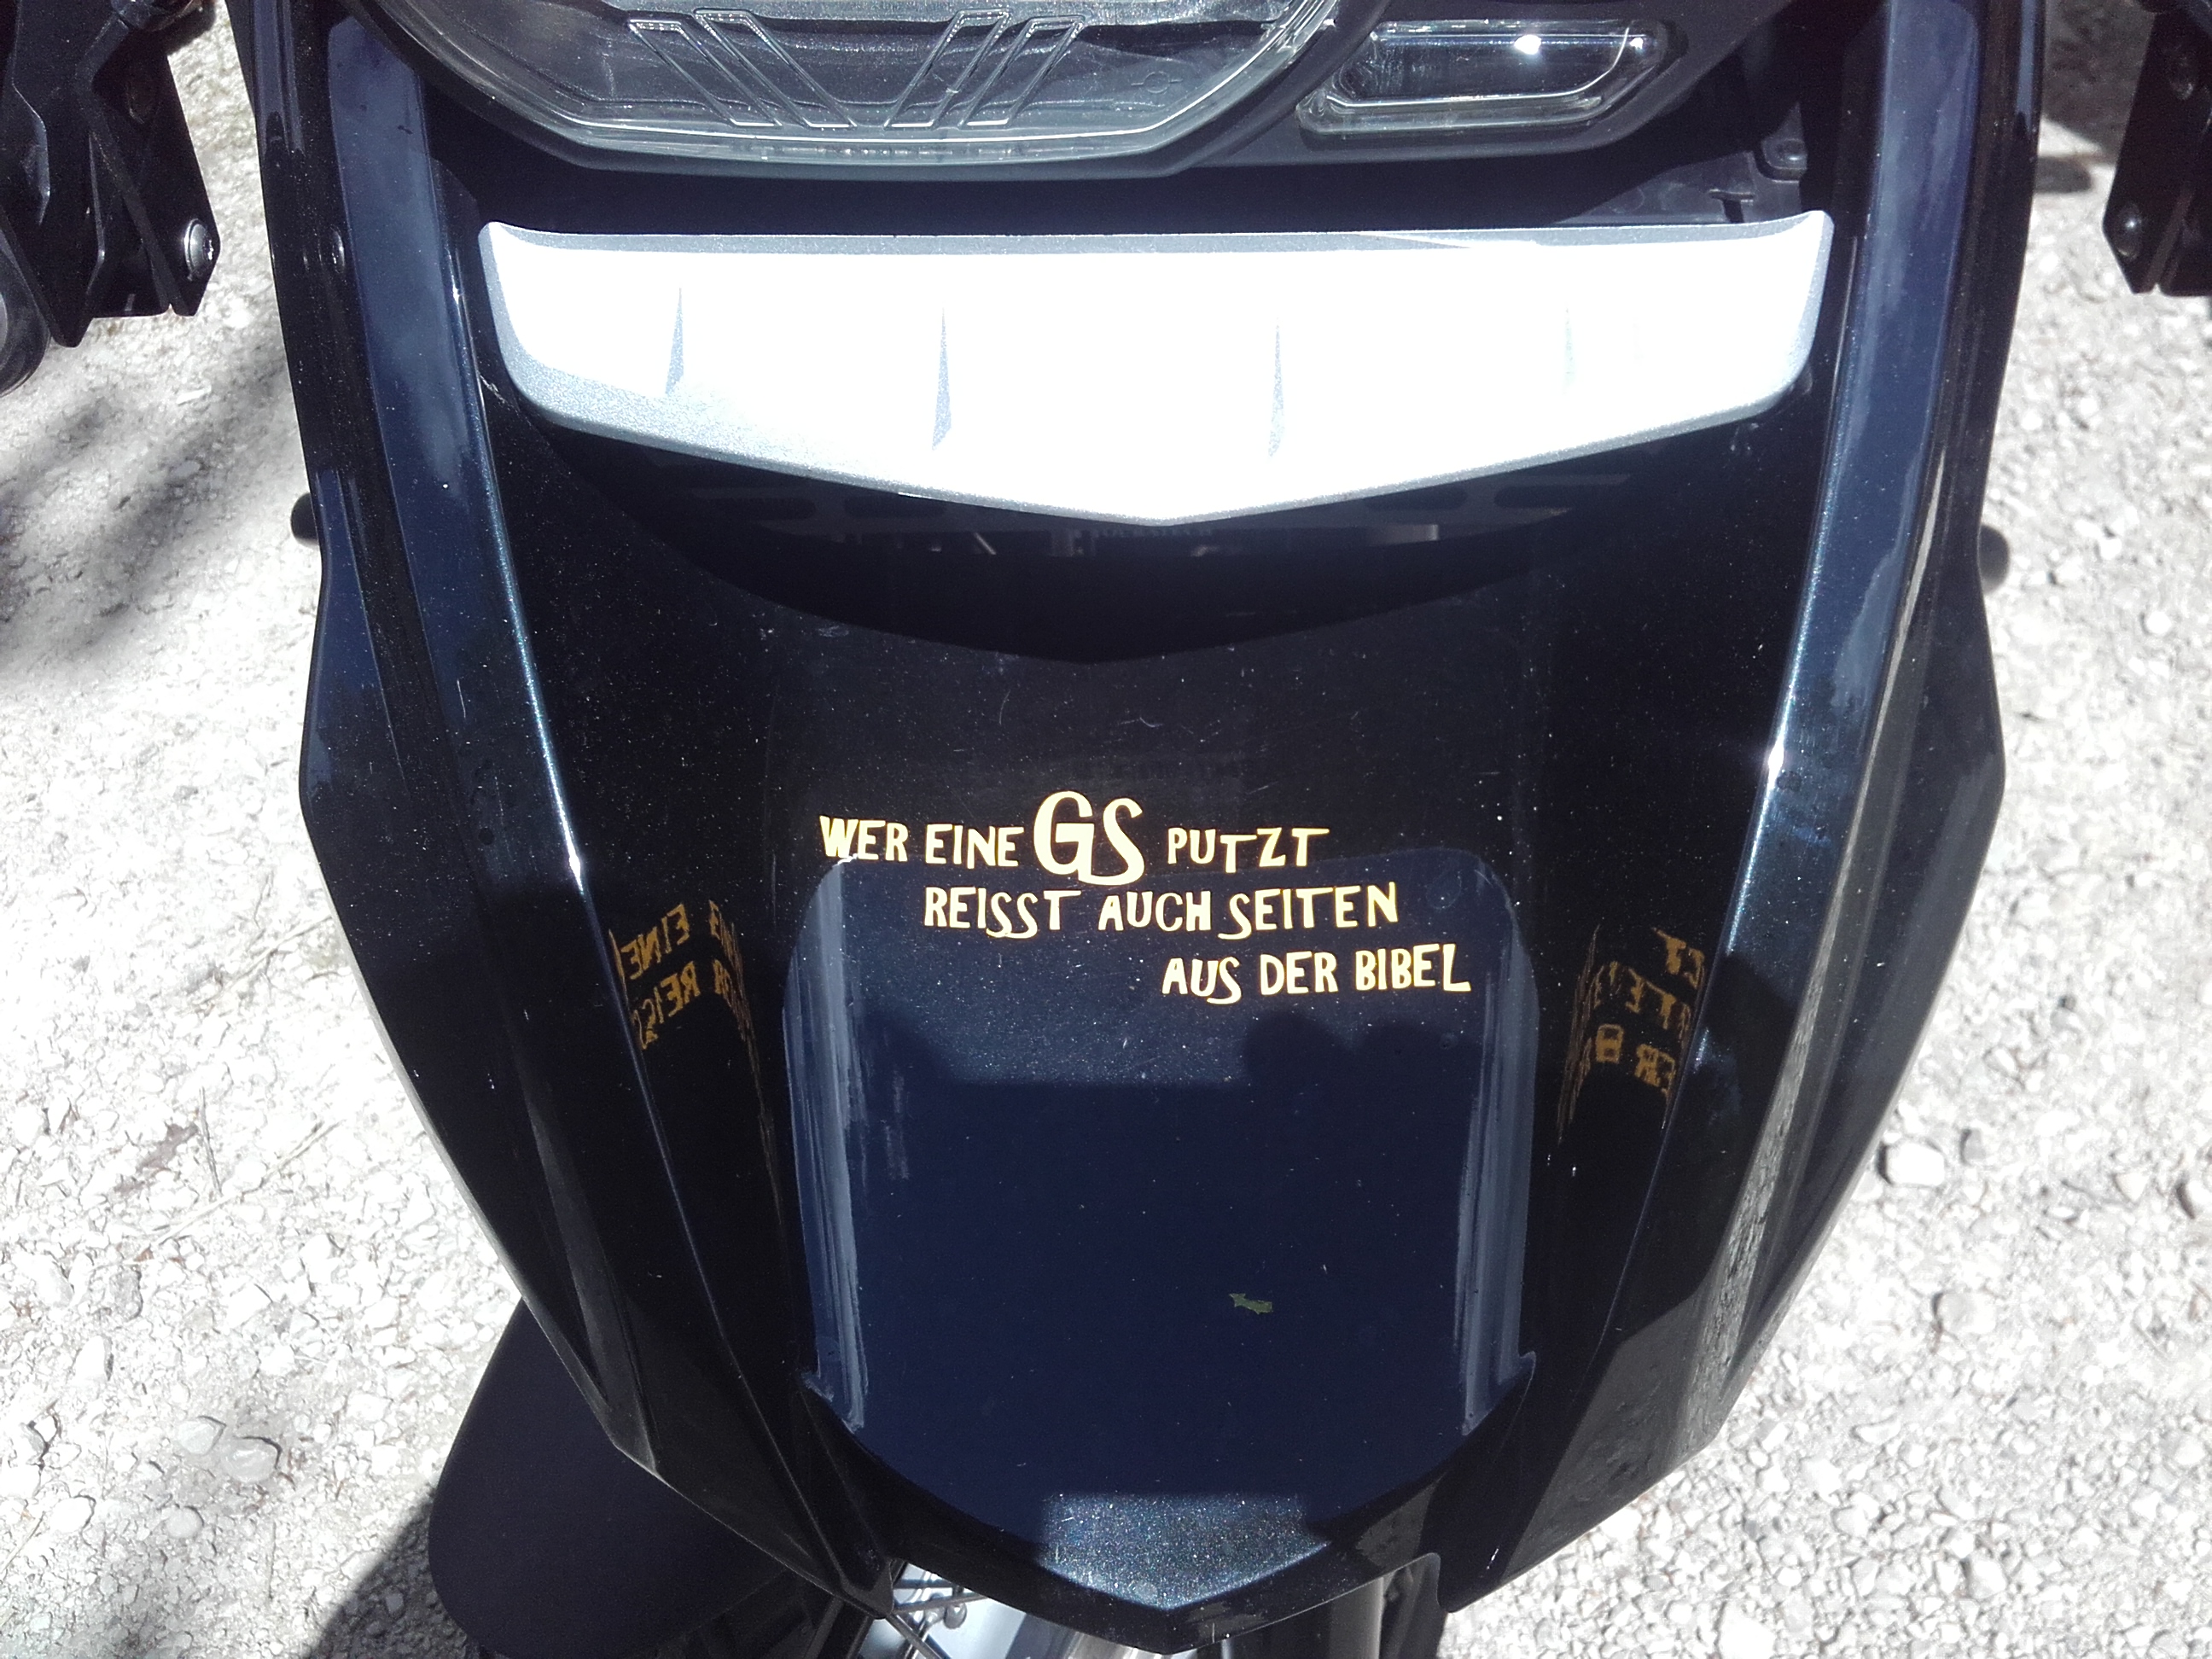 WER EINE GS PUTZT
REISST AUCH SEITEN
AUS DER BIBEL